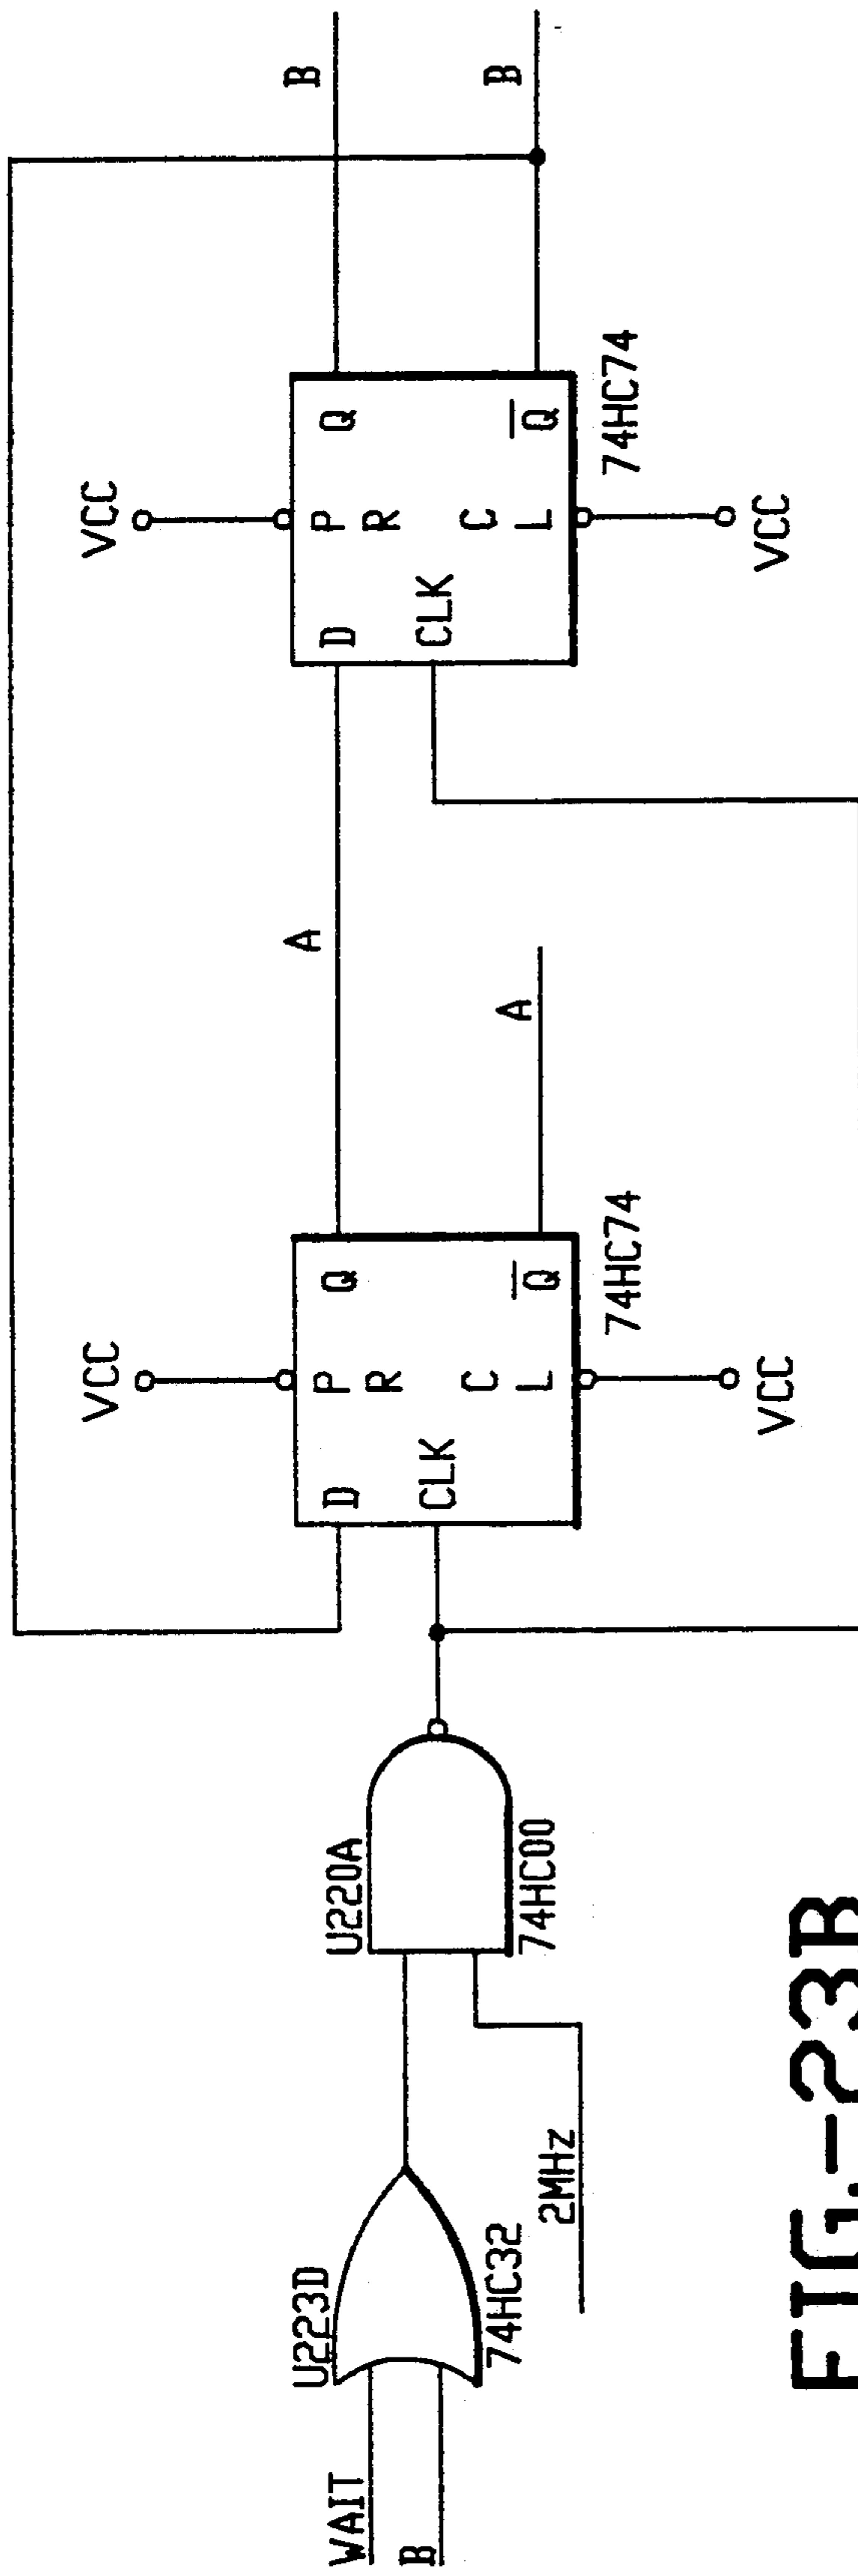 WAIT
B
U223D
74HC32
2MHz
U220A
74HC00
VCC
D
Q
P
R
CLK
C
L
Q̅
74HC74
VCC
A
A
VCC
D
Q
P
R
CLK
C
L
Q̅
74HC74
VCC
B
B
FIG.-23B